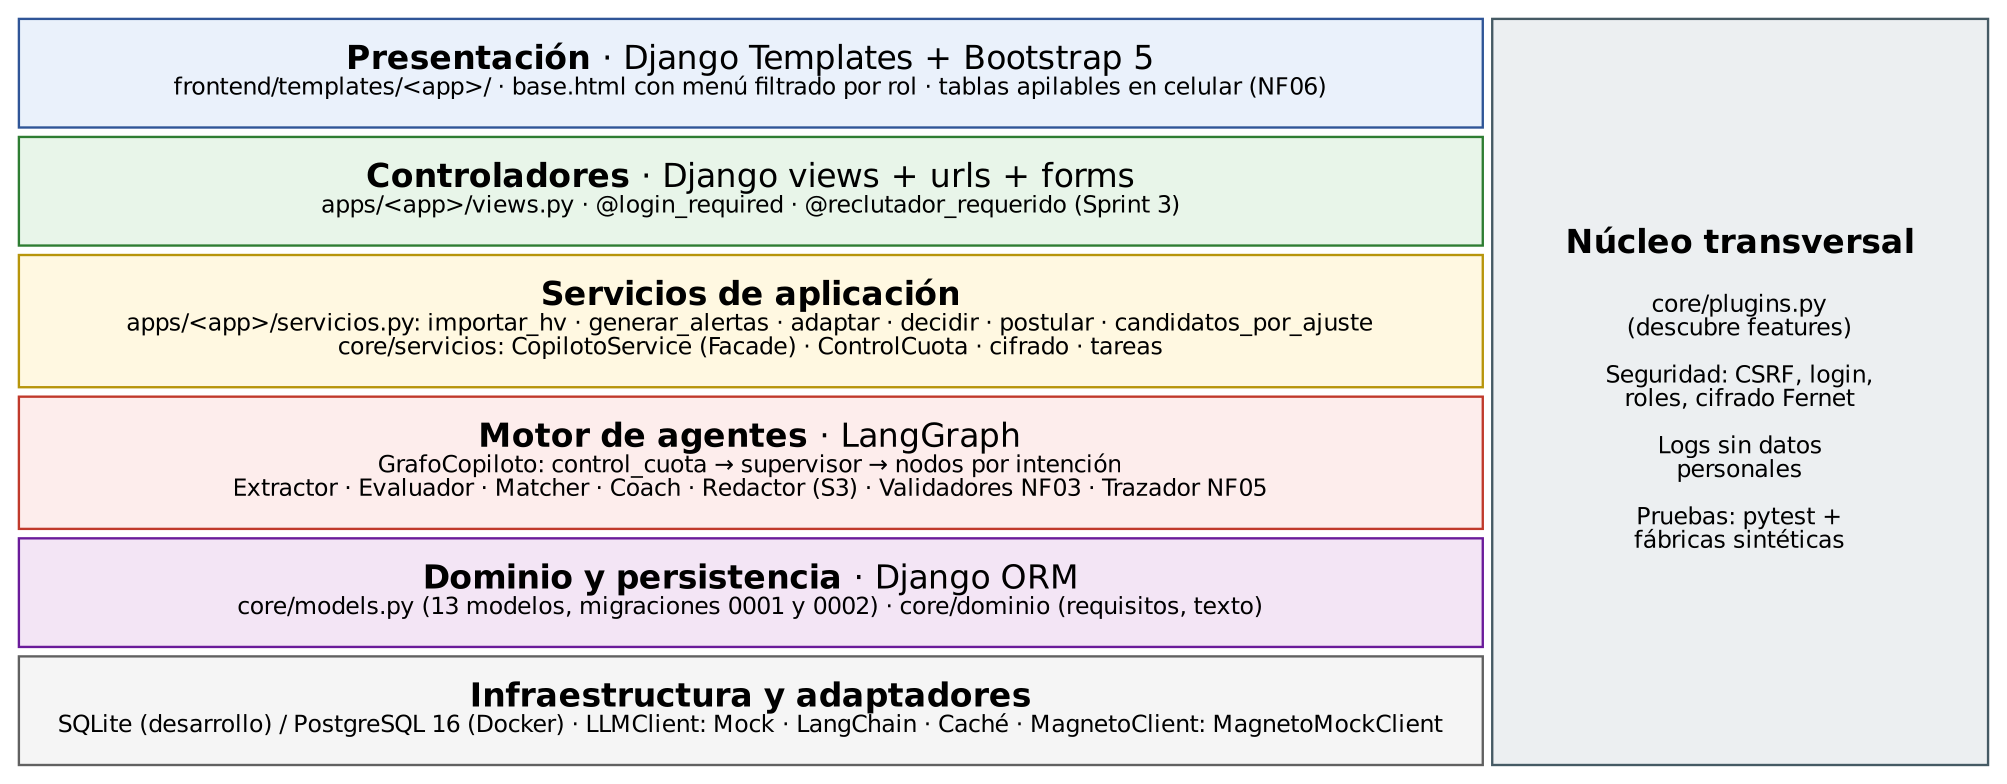 Presentación · Django Templates + Bootstrap 5
frontend/templates/<app>/ · base.html con menú filtrado por rol · tablas apilables en celular (NF06)
Controladores · Django views + urls + forms
apps/<app>/views.py · @login_required · @reclutador_requerido (Sprint 3)
Servicios de aplicación
apps/<app>/servicios.py: importar_hv · generar_alertas · adaptar · decidir · postular · candidatos_por_ajuste
core/servicios: CopilotoService (Facade) · ControlCuota · cifrado · tareas
Motor de agentes · LangGraph
GrafoCopiloto: control_cuota → supervisor → nodos por intención
Extractor · Evaluador · Matcher · Coach · Redactor (S3) · Validadores NF03 · Trazador NF05
Dominio y persistencia · Django ORM
core/models.py (13 modelos, migraciones 0001 y 0002) · core/dominio (requisitos, texto)
Infraestructura y adaptadores
SQLite (desarrollo) / PostgreSQL 16 (Docker) · LLMClient: Mock · LangChain · Caché · MagnetoClient: MagnetoMockClient
Núcleo transversal
core/plugins.py
(descubre features)
Seguridad: CSRF, login,
roles, cifrado Fernet
Logs sin datos
personales
Pruebas: pytest +
fábricas sintéticas